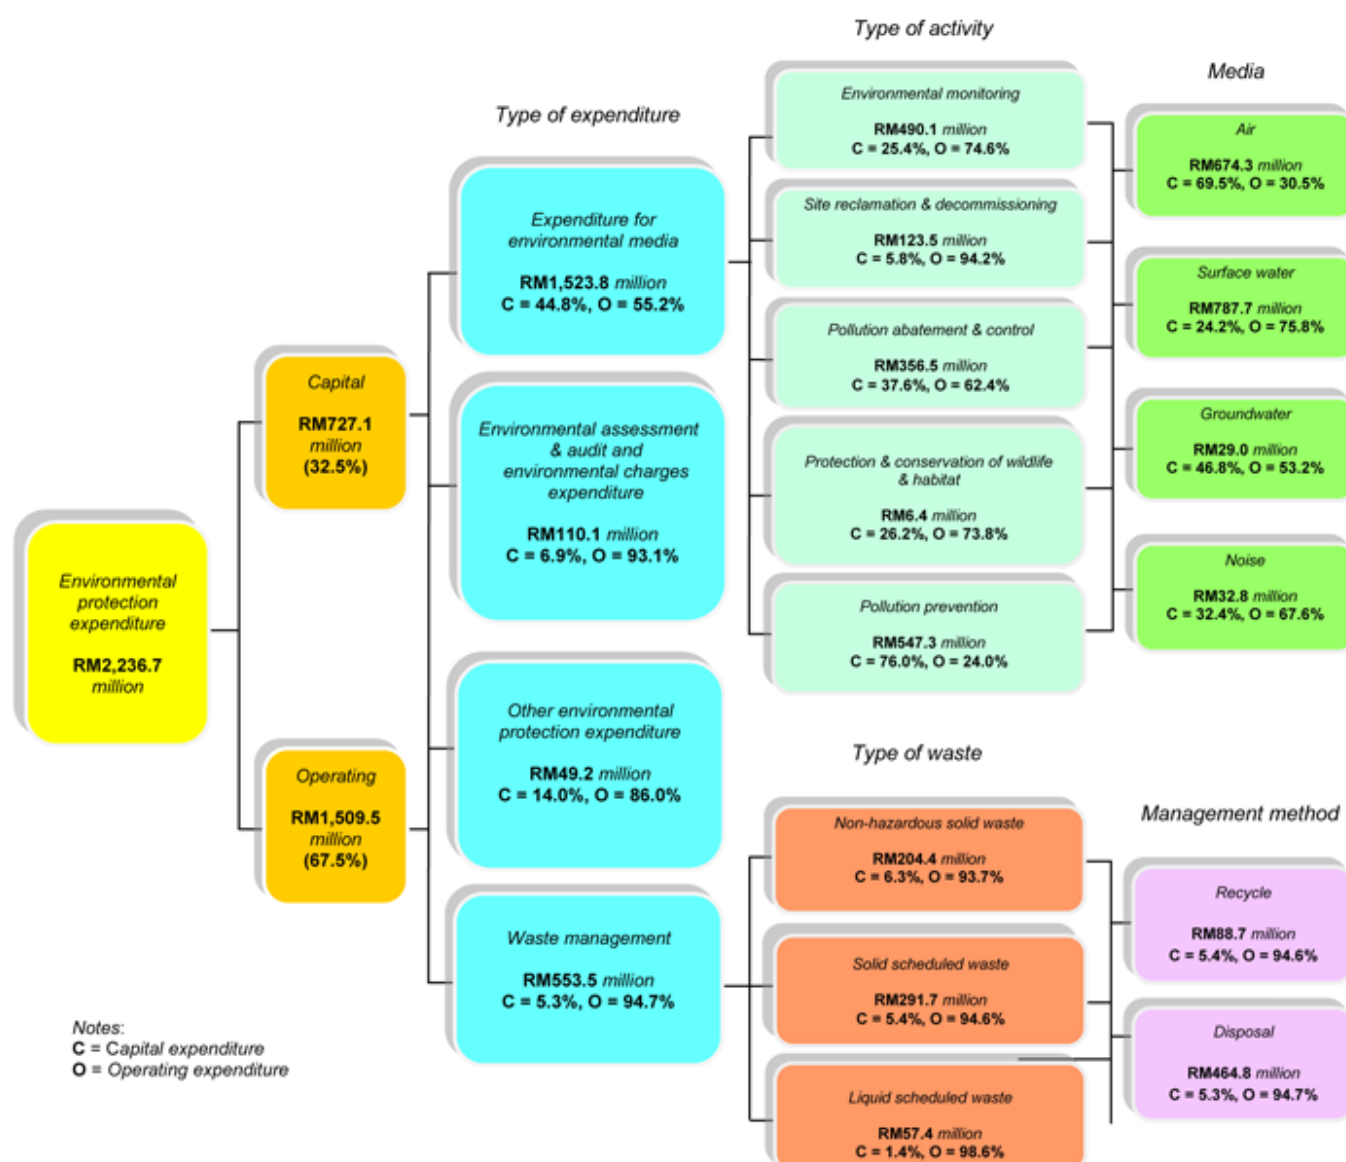 Type of activity
Media
Type of expenditure
Environmental monitoring
RM490.1 million
C = 25.4%, O = 74.6%
Air
RM674.3 million
C = 69.5%, O = 30.5%
Expenditure for
environmental media
RM1,523.8 million
C = 44.8%, O = 55.2%
Site reclamation & decommissioning
RM123.5 million
C = 5.8%, O = 94.2%
Surface water
RM787.7 million
C = 24.2%, O = 75.8%
Pollution abatement & control
RM356.5 million
C = 37.6%, O = 62.4%
Capital
RM727.1
million
(32.5%)
Environmental assessment
& audit and
environmental charges
expenditure
RM110.1 million
C = 6.9%, O = 93.1%
Groundwater
RM29.0 million
C = 46.8%, O = 53.2%
Protection & conservation of wildlife
& habitat
RM6.4 million
C = 26.2%, O = 73.8%
Noise
RM32.8 million
C = 32.4%, O = 67.6%
Environmental
protection
expenditure
RM2,236.7
million
Pollution prevention
RM547.3 million
C = 76.0%, O = 24.0%
Other environmental
protection expenditure
RM49.2 million
C = 14.0%, O = 86.0%
Type of waste
Operating
RM1,509.5
million
(67.5%)
Management method
Non-hazardous solid waste
RM204.4 million
C = 6.3%, O = 93.7%
Recycle
RM88.7 million
C = 5.4%, O = 94.6%
Waste management
RM553.5 million
C = 5.3%, O = 94.7%
Solid scheduled waste
RM291.7 million
C = 5.4%, O = 94.6%
Disposal
RM464.8 million
C = 5.3%, O = 94.7%
Liquid scheduled waste
RM57.4 million
C = 1.4%, O = 98.6%
Notes:
C = Capital expenditure
O = Operating expenditure